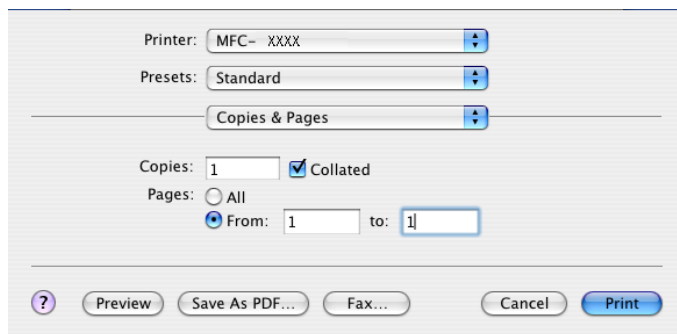 Printer: MFC- XXXX
Presets: Standard
Copies & Pages
Copies: 1 Collated
Pages: All
From: 1 to: 1
? Preview Save As PDF... Fax... Cancel Print